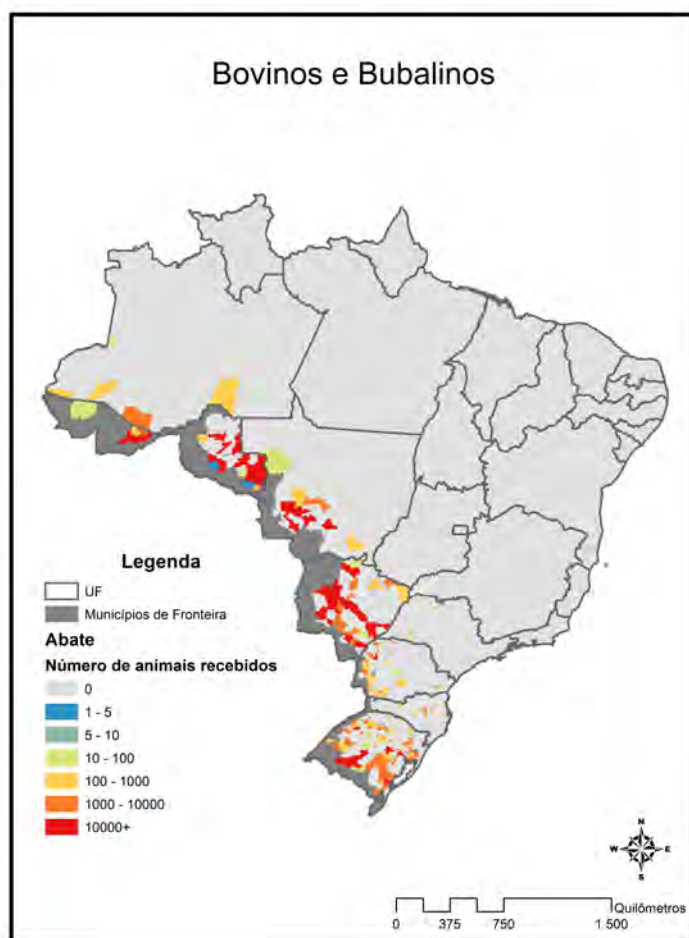 Bovinos e Bubalinos
Legenda
UF
Municípios de Fronteira
Abate
Número de animais recebidos
0
1 - 5
5 - 10
10 - 100
100 - 1000
1000 - 10000
10000+
N
W E
S
Quilômetros
0 375 750 1.500